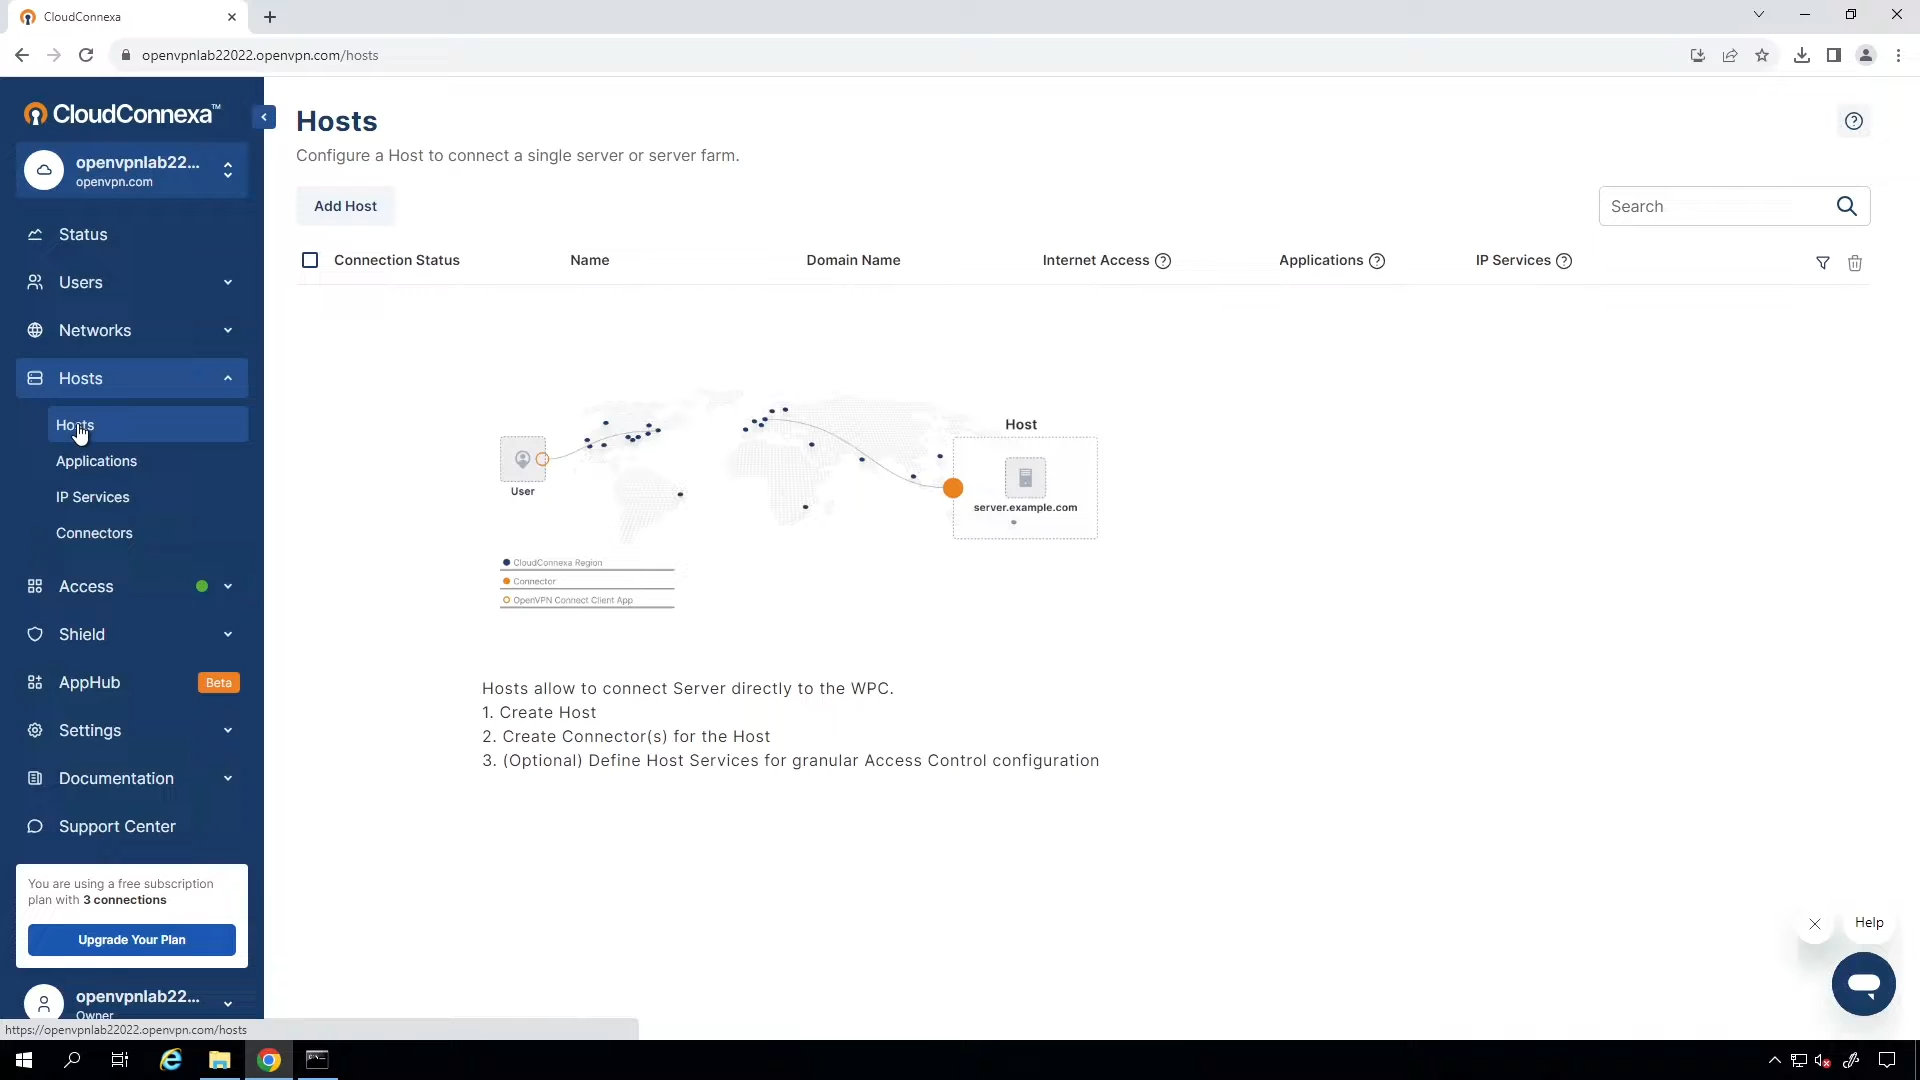 CloudConnexa
openvpnlab22022.openvpn.com/hosts
CloudConnexa™
openvpnlab22...
openvpn.com
Status
Users
Networks
Hosts
Hosts
Applications
IP Services
Connectors
Access
Shield
AppHub
Beta
Settings
Documentation
Support Center
You are using a free subscription
plan with 3 connections
Upgrade Your Plan
openvpnlab22...
Owner
https://openvpnlab22022.openvpn.com/hosts
Hosts
Configure a Host to connect a single server or server farm.
Add Host
Search
Connection Status Name Domain Name Internet Access Applications IP Services
Host
User
server.example.com
CloudConnexa Region
Connector
OpenVPN Connect Client App
Hosts allow to connect Server directly to the WPC.
1. Create Host
2. Create Connector(s) for the Host
3. (Optional) Define Host Services for granular Access Control configuration
Help